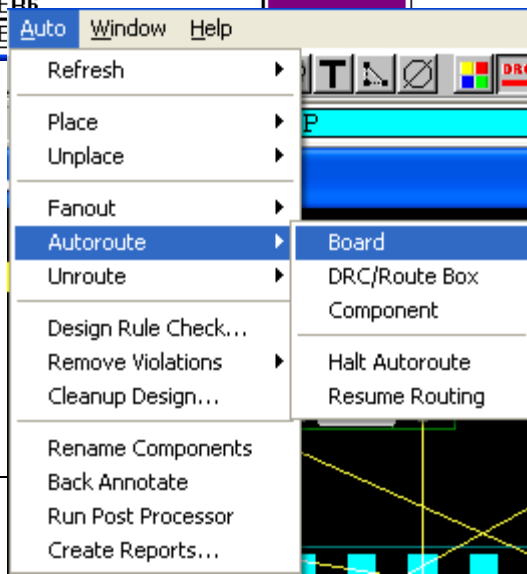 Auto Window Help
Refresh
Place
Unplace
Fanout
Autoroute
Unroute
Design Rule Check...
Remove Violations
Cleanup Design...
Rename Components
Back Annotate
Run Post Processor
Create Reports...
Board
DRC/Route Box
Component
Halt Autoroute
Resume Routing
T
DRC
P